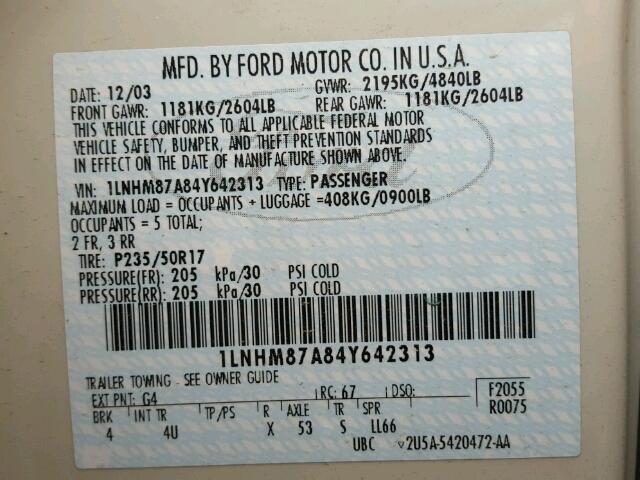 MFD. BY FORD MOTOR CO. IN U.S.A.
DATE: 12/03 GVWR: 2195KG/4840LB
FRONT GAWR: 1181KG/2604LB REAR GAWR: 1181KG/2604LB
THIS VEHICLE CONFORMS TO ALL APPLICABLE FEDERAL MOTOR
VEHICLE SAFETY, BUMPER, AND THEFT PREVENTION STANDARDS
IN EFFECT ON THE DATE OF MANUFACTURE SHOWN ABOVE.
VIN: 1LNHM87A84Y642313 TYPE: PASSENGER
MAXIMUM LOAD = OCCUPANTS + LUGGAGE =408KG/0900LB
OCCUPANTS = 5 TOTAL;
2 FR, 3 RR
TIRE: P235/50R17
PRESSURE(FR) 205 kPa/30 PSI COLD
PRESSURE(RR) 205 kPa/30 PSI COLD
1LNHM87A84Y642313
TRAILER TOWING - SEE OWNER GUIDE
EXT PNT: G4 RC: 67 DSO: F2055
BRK INT TR TP/PS R AXLE TR SPR R0075
4 4U X 53 S LL66
UBC ▽2U5A-5420472-AA